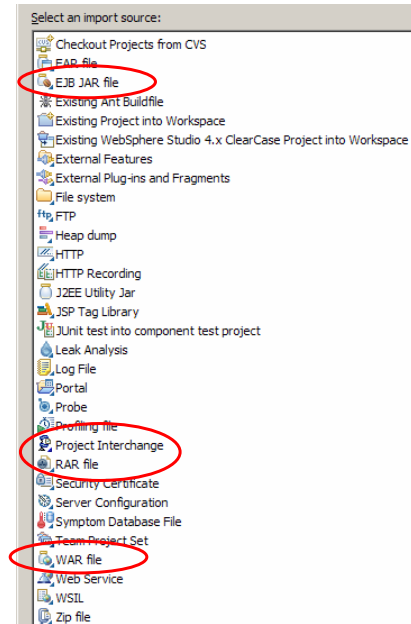 Select an import source:
Checkout Projects from CVS
EAR file
EJB JAR file
Existing Ant Buildfile
Existing Project into Workspace
Existing WebSphere Studio 4.x ClearCase Project into Workspace
External Features
External Plug-ins and Fragments
File system
ftp FTP
Heap dump
HTTP
HTTP Recording
J2EE Utility Jar
JSP Tag Library
JUnit test into component test project
Leak Analysis
Log File
Portal
Probe
Profiling file
Project Interchange
RAR file
Security Certificate
Server Configuration
Symptom Database File
Team Project Set
WAR file
Web Service
WSIL
Zip file